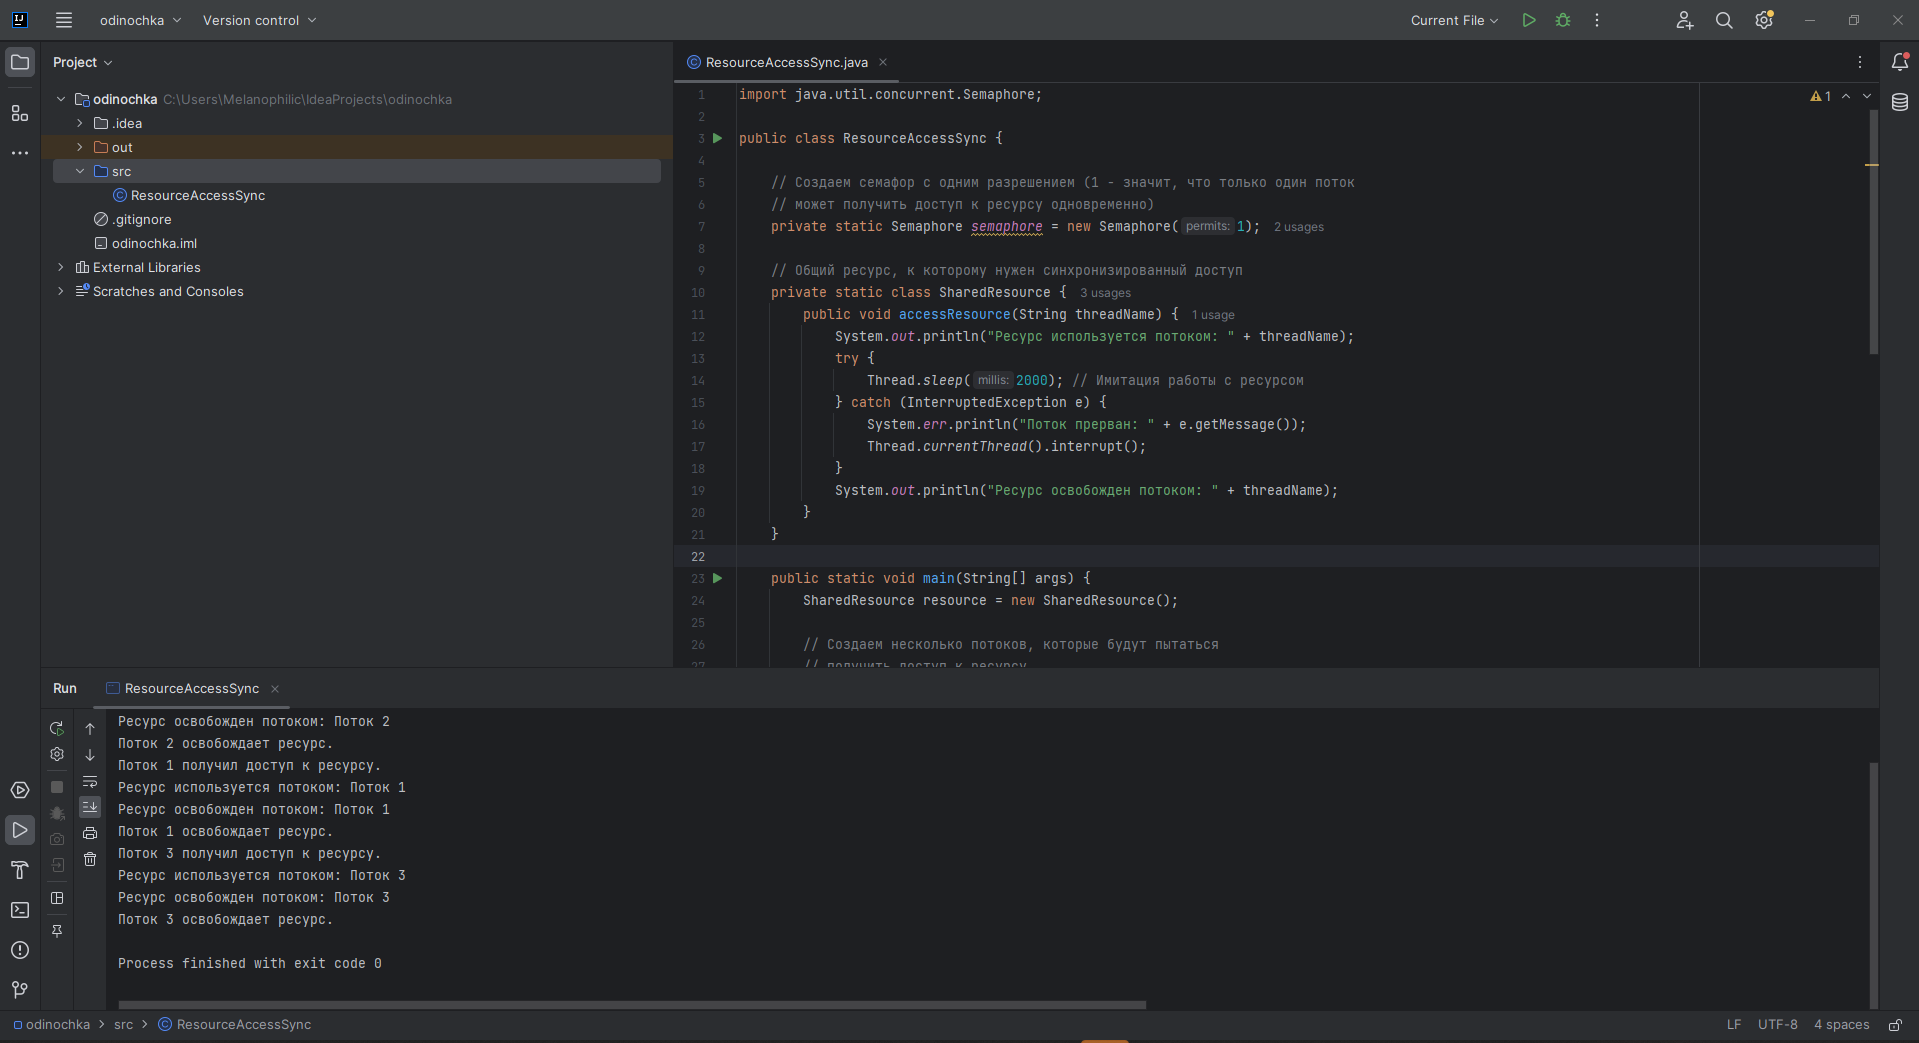 odinochka Version control Current File
Project
odinochka C:\Users\Melanophilic\IdeaProjects\odinochka
.idea
out
src
ResourceAccessSync
.gitignore
odinochka.iml
External Libraries
Scratches and Consoles
ResourceAccessSync.java
1
1 import java.util.concurrent.Semaphore;
2
3 public class ResourceAccessSync {
4
5 // Создаем семафор с одним разрешением (1 - значит, что только один поток
6 // может получить доступ к ресурсу одновременно)
7 private static Semaphore semaphore = new Semaphore( permits: 1); 2 usages
8
9 // Общий ресурс, к которому нужен синхронизированный доступ
10 private static class SharedResource { 3 usages
11 public void accessResource(String threadName) { 1 usage
12 System.out.println("Ресурс используется потоком: " + threadName);
13 try {
14 Thread.sleep( millis: 2000); // Имитация работы с ресурсом
15 } catch (InterruptedException e) {
16 System.err.println("Поток прерван: " + e.getMessage());
17 Thread.currentThread().interrupt();
18 }
19 System.out.println("Ресурс освобожден потоком: " + threadName);
20 }
21 }
22
23 public static void main(String[] args) {
24 SharedResource resource = new SharedResource();
25
26 // Создаем несколько потоков, которые будут пытаться
27 // получить доступ к ресурсу
Run ResourceAccessSync
Ресурс освобожден потоком: Поток 2
Поток 2 освобождает ресурс.
Поток 1 получил доступ к ресурсу.
Ресурс используется потоком: Поток 1
Ресурс освобожден потоком: Поток 1
Поток 1 освобождает ресурс.
Поток 3 получил доступ к ресурсу.
Ресурс используется потоком: Поток 3
Ресурс освобожден потоком: Поток 3
Поток 3 освобождает ресурс.
Process finished with exit code 0
odinochka > src > ResourceAccessSync LF UTF-8 4 spaces